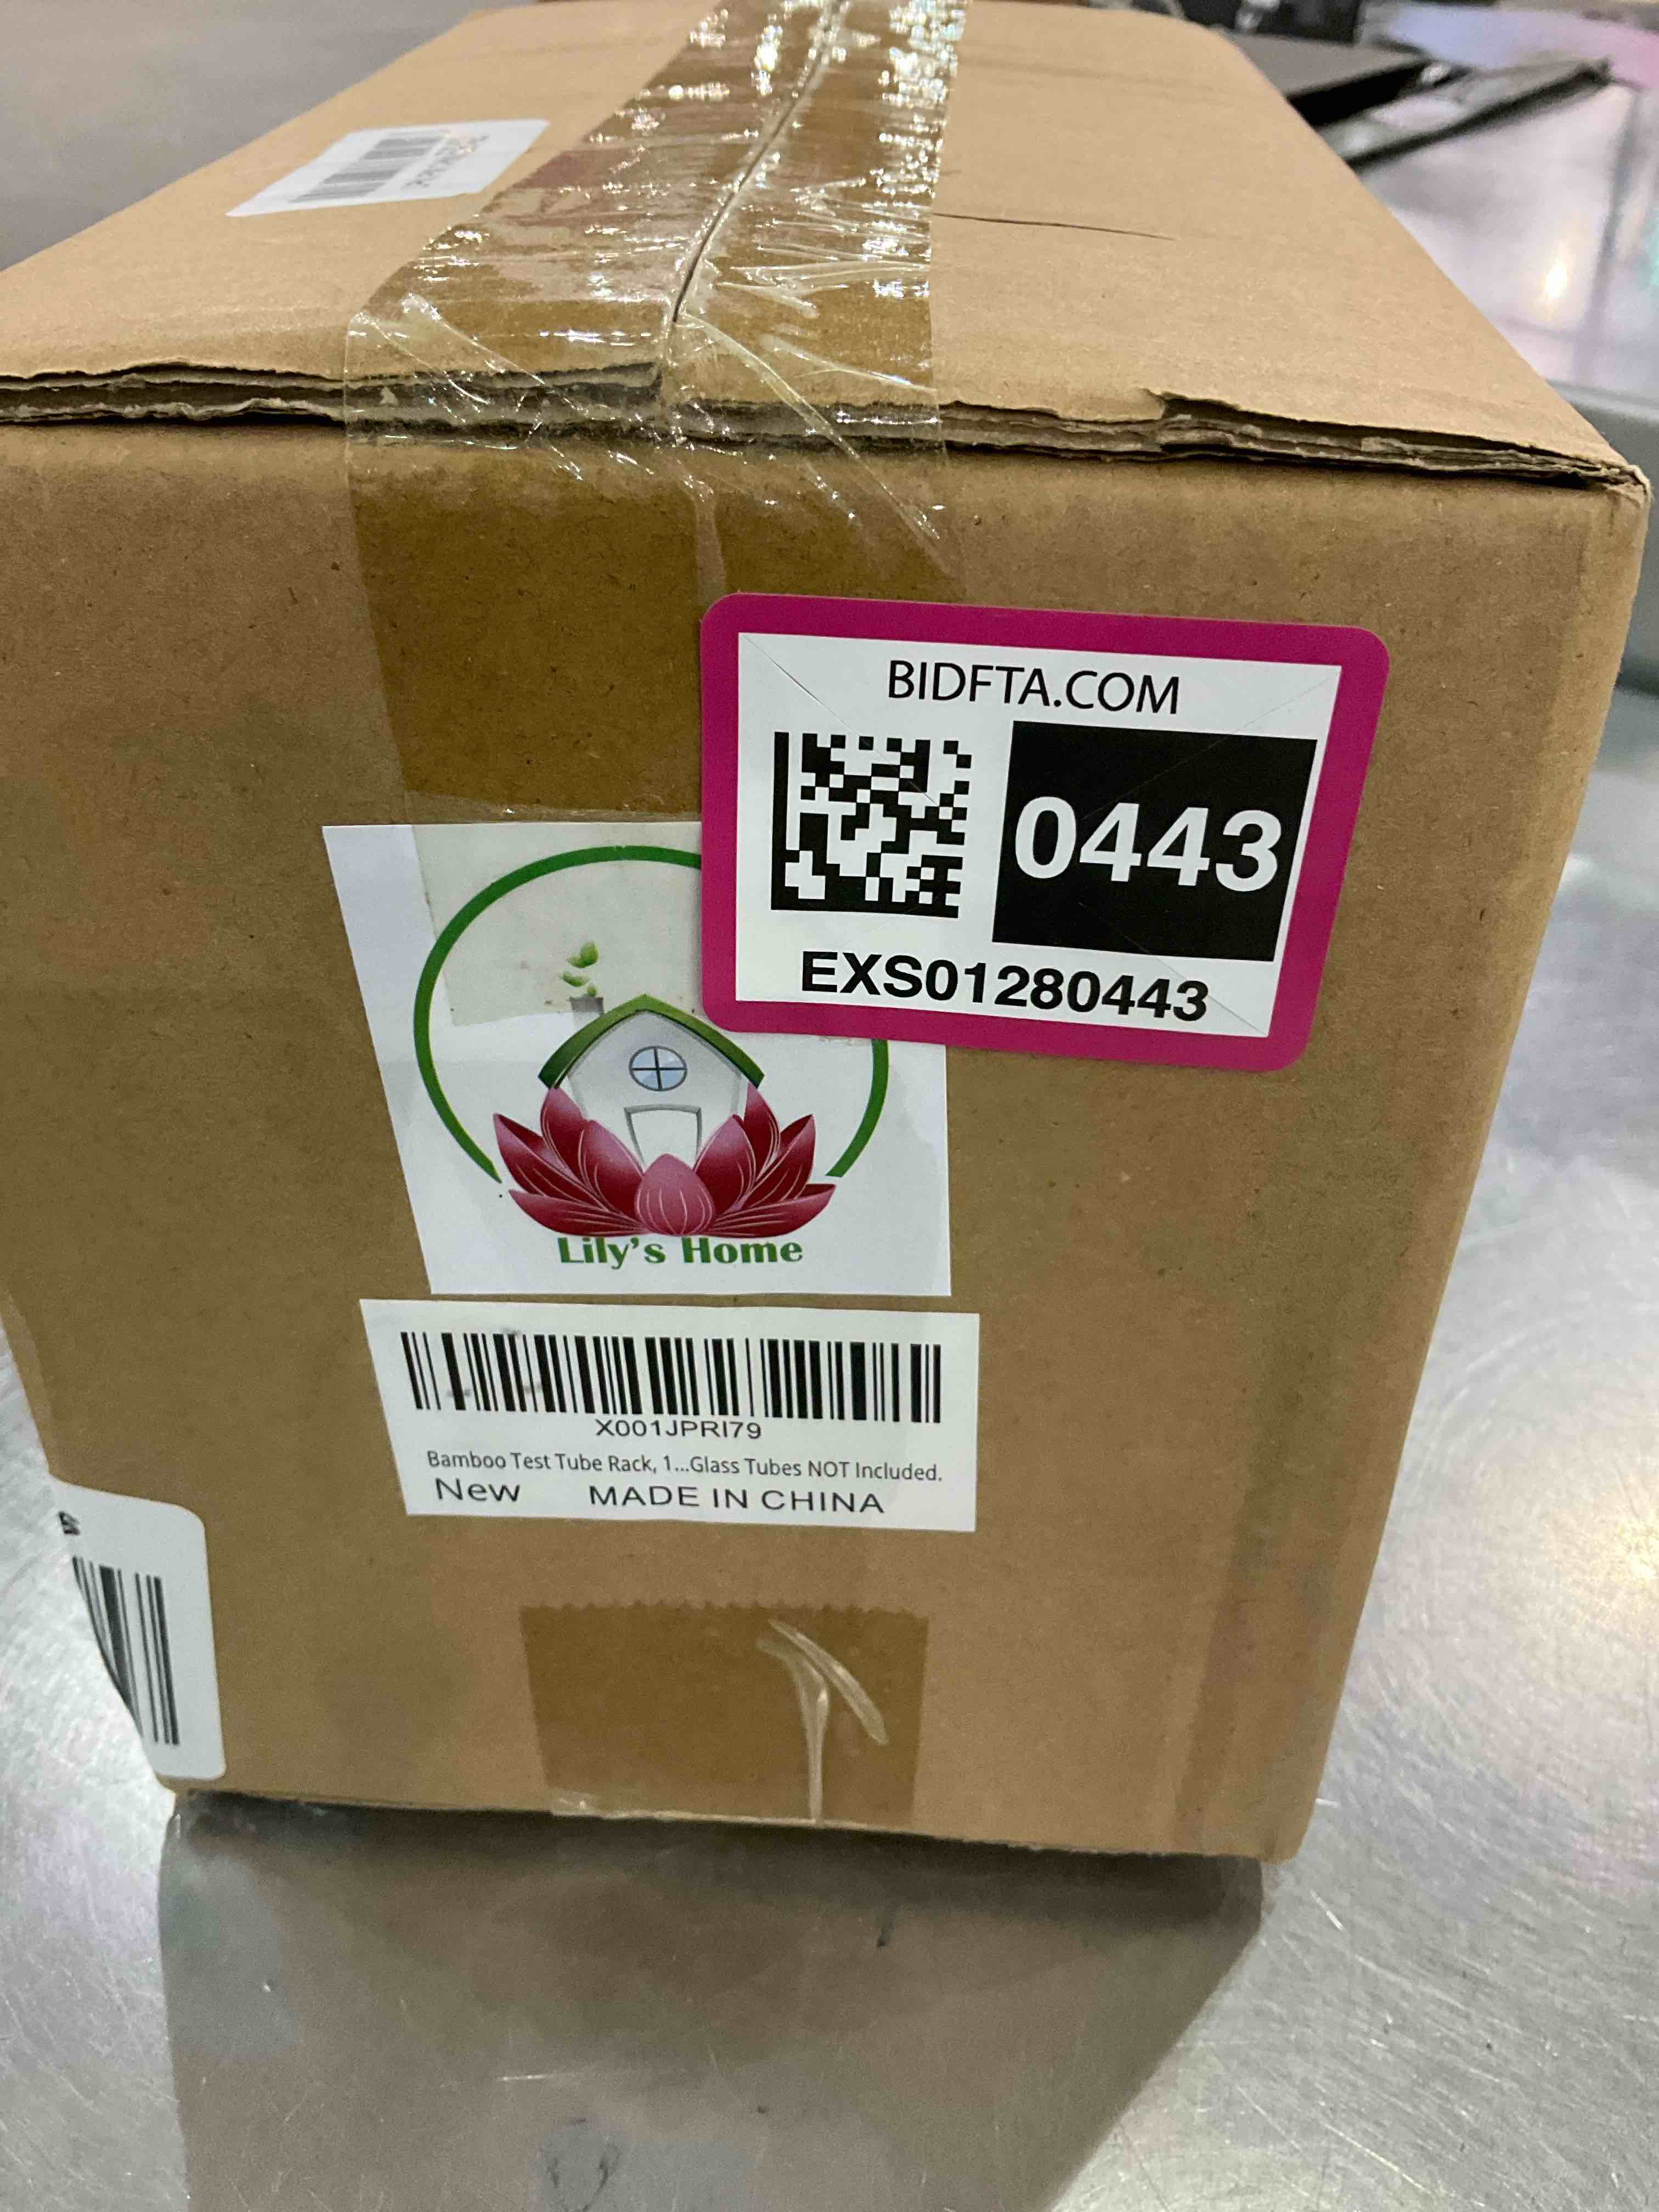 BIDFTA.COM
0443
EXS01280443
Lily's Home
X001JPRI79
Bamboo Test Tube Rack, 1...Glass Tubes NOT Included.
New MADE IN CHINA